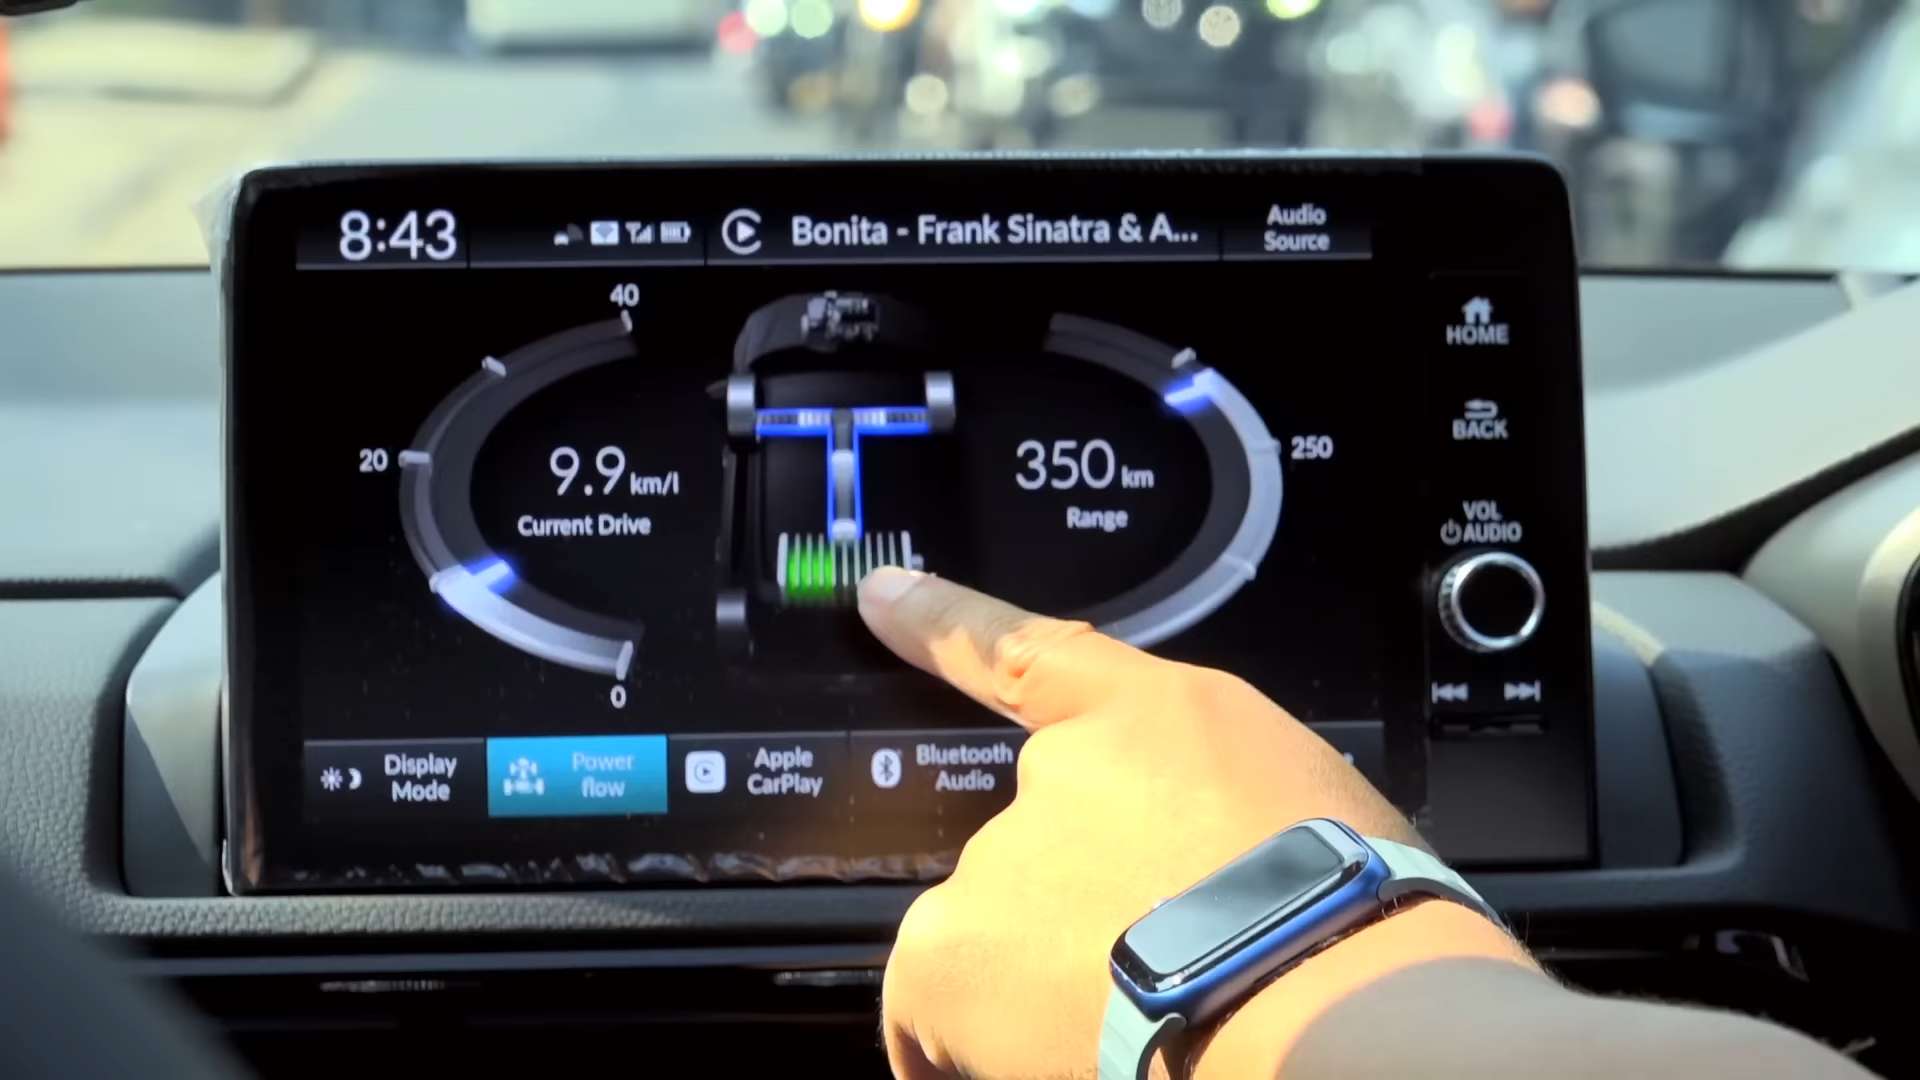 8:43
Bonita - Frank Sinatra & A...
Audio
Source
40
20
9.9 km/l
Current Drive
0
350 km
Range
250
HOME
BACK
VOL
AUDIO
Display
Mode
Power
flow
Apple
CarPlay
Bluetooth
Audio